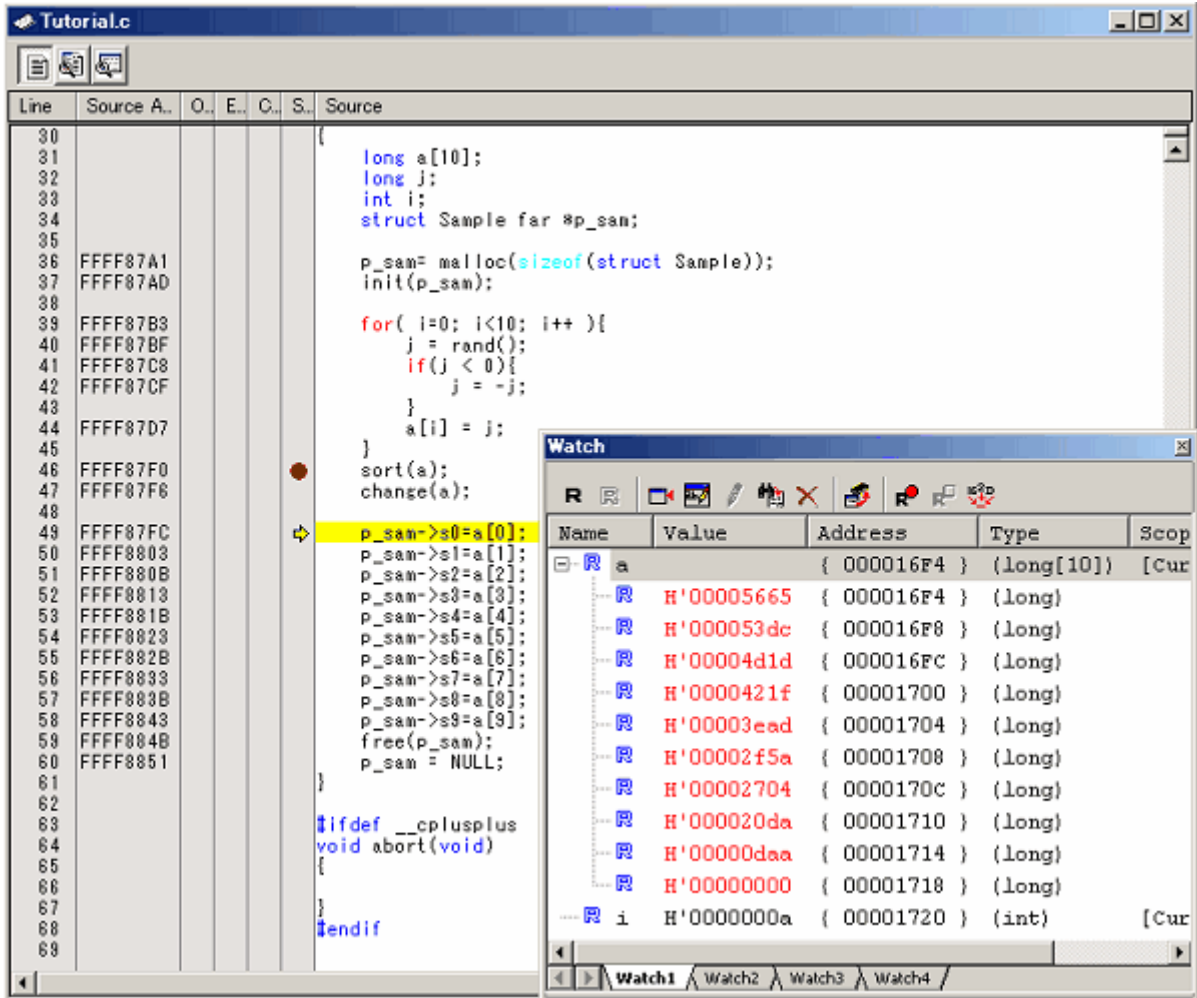 Tutorial.c
Line Source A.. O.. E.. C.. S.. Source
30 {
31 long a[10];
32 long j;
33 int i;
34 struct Sample far *p_sam;
35
36 FFFF87A1 p_sam= malloc(sizeof(struct Sample));
37 FFFF87AD init(p_sam);
38
39 FFFF87B3 for( i=0; i<10; i++ ){
40 FFFF87BF j = rand();
41 FFFF87C8 if(j < 0){
42 FFFF87CF j = -j;
43 }
44 FFFF87D7 a[i] = j;
45 }
46 FFFF87F0 sort(a);
47 FFFF87F6 change(a);
48
49 FFFF87FC p_sam->s0=a[0];
50 FFFF8803 p_sam->s1=a[1];
51 FFFF880B p_sam->s2=a[2];
52 FFFF8813 p_sam->s3=a[3];
53 FFFF881B p_sam->s4=a[4];
54 FFFF8823 p_sam->s5=a[5];
55 FFFF882B p_sam->s6=a[6];
56 FFFF8833 p_sam->s7=a[7];
57 FFFF883B p_sam->s8=a[8];
58 FFFF8843 p_sam->s9=a[9];
59 FFFF884B free(p_sam);
60 FFFF8851 p_sam = NULL;
61 }
62
63 #ifdef __cplusplus
64 void abort(void)
65 {
66
67 }
68 #endif
69
Watch
R R R R
Name Value Address Type Scop
R a { 000016F4 } (long[10]) [Cur
R H'00005665 { 000016F4 } (long)
R H'000053dc { 000016F8 } (long)
R H'00004d1d { 000016FC } (long)
R H'0000421f { 00001700 } (long)
R H'00003ead { 00001704 } (long)
R H'00002f5a { 00001708 } (long)
R H'00002704 { 0000170C } (long)
R H'000020da { 00001710 } (long)
R H'00000daa { 00001714 } (long)
R H'00000000 { 00001718 } (long)
R i H'0000000a { 00001720 } (int) [Cur
Watch1 Watch2 Watch3 Watch4